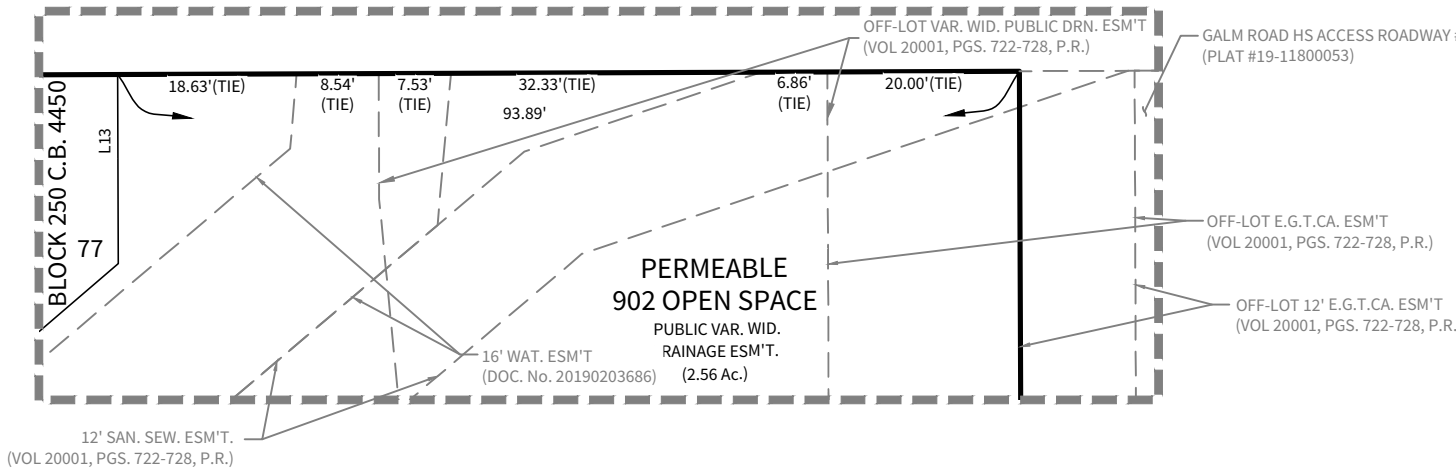 OFF-LOT VAR. WID. PUBLIC DRN. ESM'T
(VOL 20001, PGS. 722-728, P.R.)
GALM ROAD HS ACCESS ROADWAY
(PLAT #19-11800053)
18.63'(TIE)
8.54'
(TIE)
7.53'
(TIE)
32.33'(TIE)
93.89'
6.86'
(TIE)
20.00'(TIE)
BLOCK 250 C.B. 4450
L13
77
PERMEABLE
902 OPEN SPACE
PUBLIC VAR. WID.
RAINAGE ESM'T.
(2.56 Ac.)
OFF-LOT E.G.T.CA. ESM'T
(VOL 20001, PGS. 722-728, P.R.)
OFF-LOT 12' E.G.T.CA. ESM'T
(VOL 20001, PGS. 722-728, P.R.
16' WAT. ESM'T
(DOC. No. 20190203686)
12' SAN. SEW. ESM'T.
(VOL 20001, PGS. 722-728, P.R.)